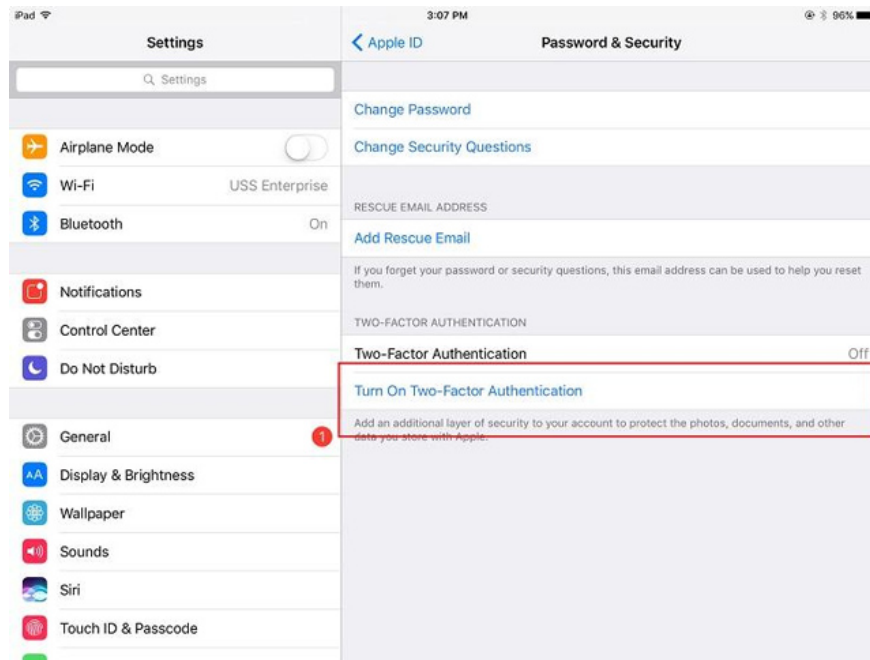 iPad
3:07 PM
96%
Settings
Apple ID
Password & Security
Settings
Airplane Mode
Wi-Fi
USS Enterprise
Bluetooth
On
Notifications
Control Center
Do Not Disturb
General
1
AA
Display & Brightness
Wallpaper
Sounds
Siri
Touch ID & Passcode
Change Password
Change Security Questions
RESCUE EMAIL ADDRESS
Add Rescue Email
If you forget your password or security questions, this email address can be used to help you reset
them.
TWO-FACTOR AUTHENTICATION
Two-Factor Authentication
Off
Turn On Two-Factor Authentication
Add an additional layer of security to your account to protect the photos, documents, and other
data you store with Apple.